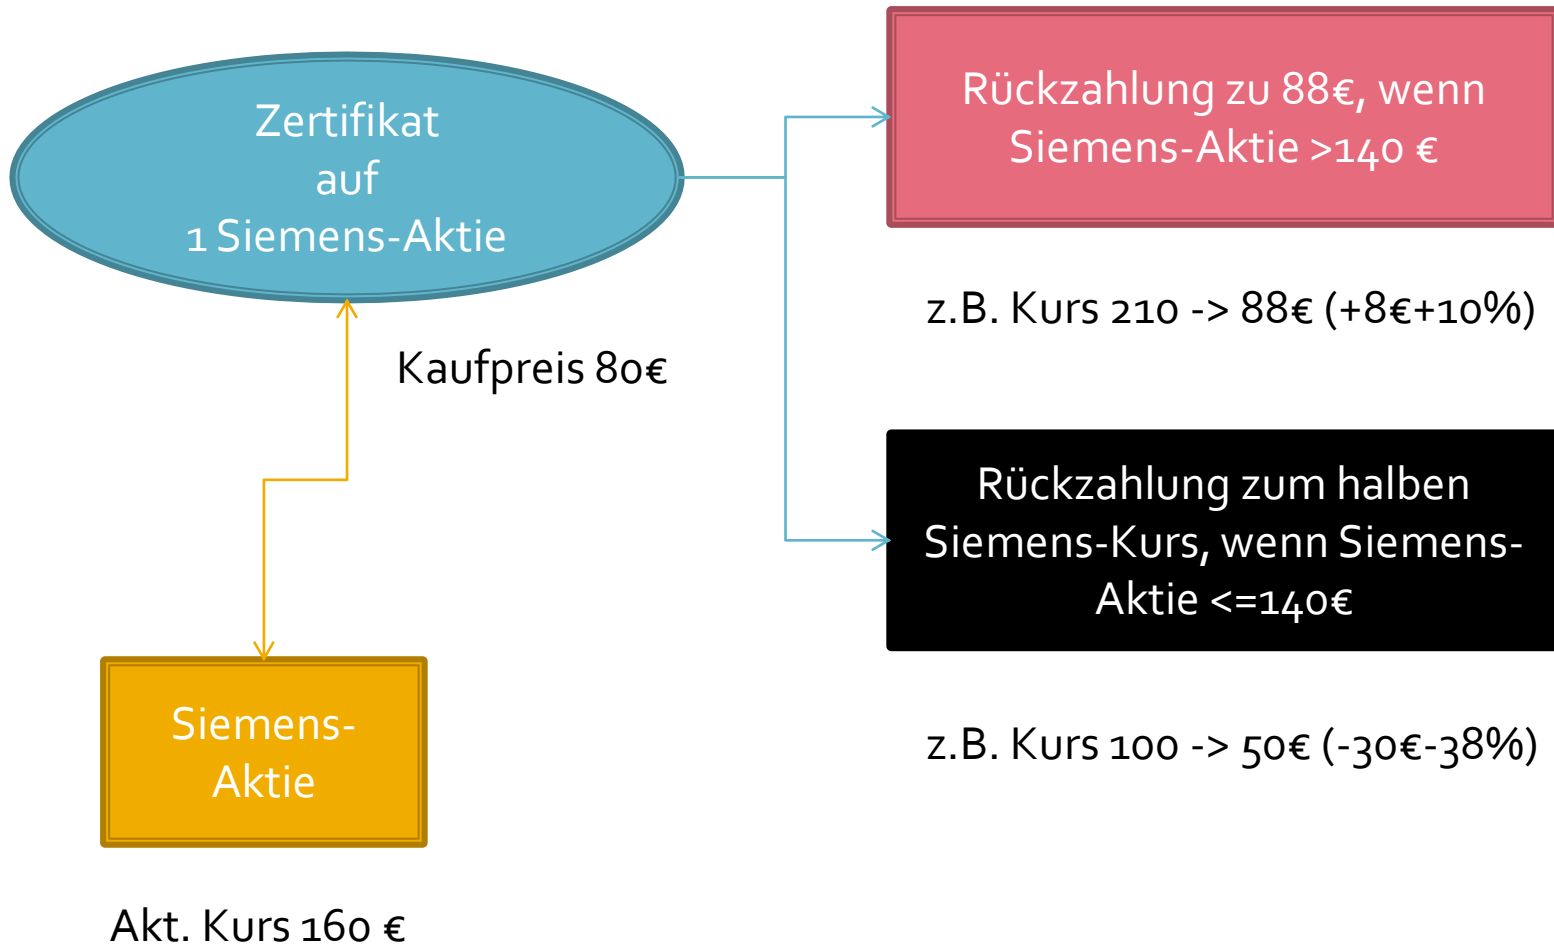 Zertifikat
auf
1 Siemens-Aktie
Rückzahlung zu 88€, wenn
Siemens-Aktie >140 €
z.B. Kurs 210 -> 88€ (+8€+10%)
Kaufpreis 80€
Rückzahlung zum halben
Siemens-Kurs, wenn Siemens-
Aktie <=140€
z.B. Kurs 100 -> 50€ (-30€-38%)
Siemens-
Aktie
Akt. Kurs 160 €